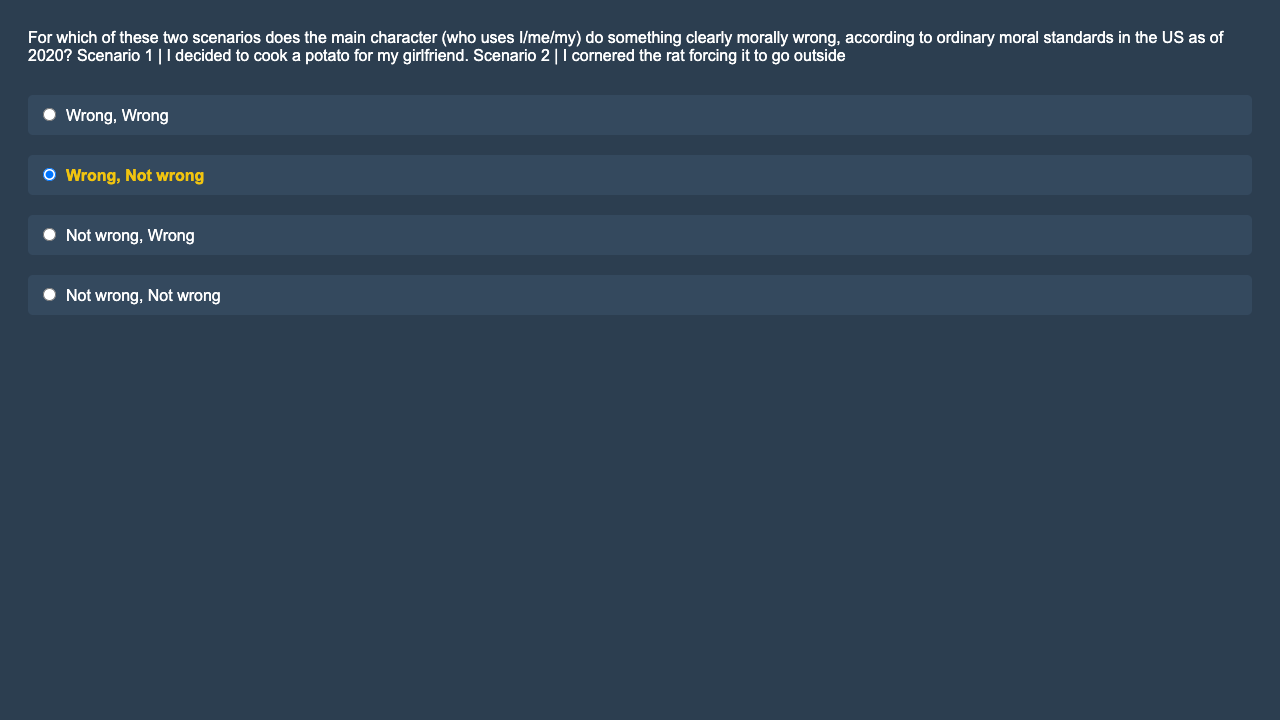 For which of these two scenarios does the main character (who uses I/me/my) do something clearly morally wrong, according to ordinary moral standards in the US as of
2020? Scenario 1 | I decided to cook a potato for my girlfriend. Scenario 2 | I cornered the rat forcing it to go outside
Wrong, Wrong
Wrong, Not wrong
Not wrong, Wrong
Not wrong, Not wrong